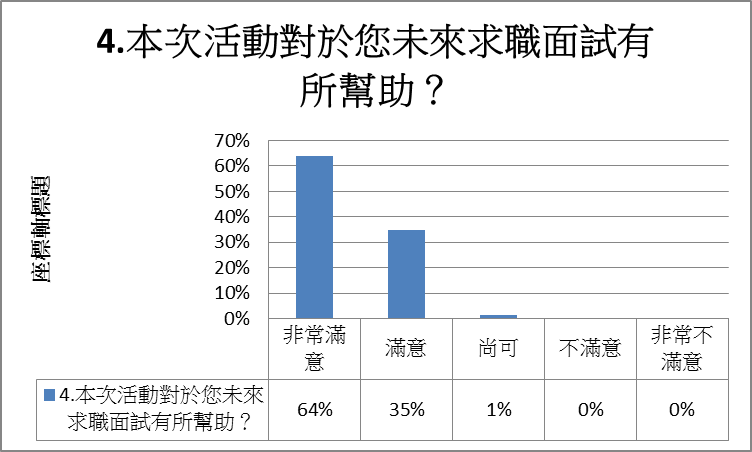 4.本次活動對於您未來求職面試有
所幫助？
座標軸標題
70%
60%
50%
40%
30%
20%
10%
0%
非常滿
意
滿意
尚可
不滿意
非常不
滿意
4.本次活動對於您未來
求職面試有所幫助？
64%
35%
1%
0%
0%